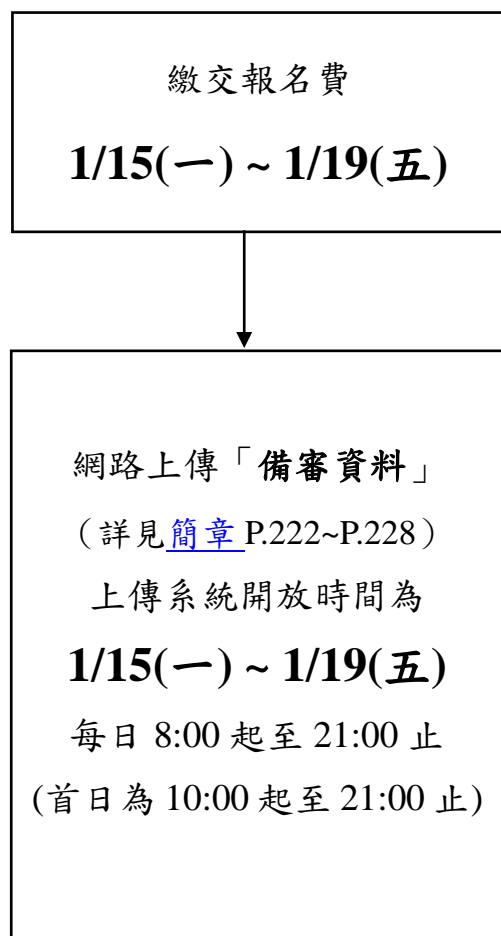 繳交報名費
1/15(一) ~ 1/19(五)
網路上傳「備審資料」
（詳見簡章 P.222~P.228）
上傳系統開放時間為
1/15(一) ~ 1/19(五)
每日 8:00 起至 21:00 止
(首日為 10:00 起至 21:00 止)